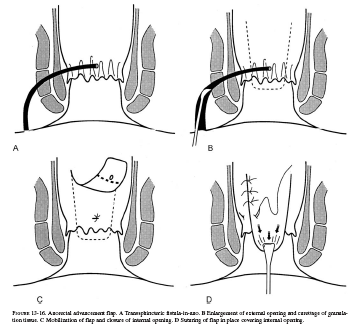 A
B
C
D
FIGURE 13-16. Anorectal advancement flap. A Transphincteric fistula-in-ano. B Enlargement of external opening and curettage of granula-
tion tissue. C Mobilization of flap and closure of internal opening. D Suturing of flap in place covering internal opening.